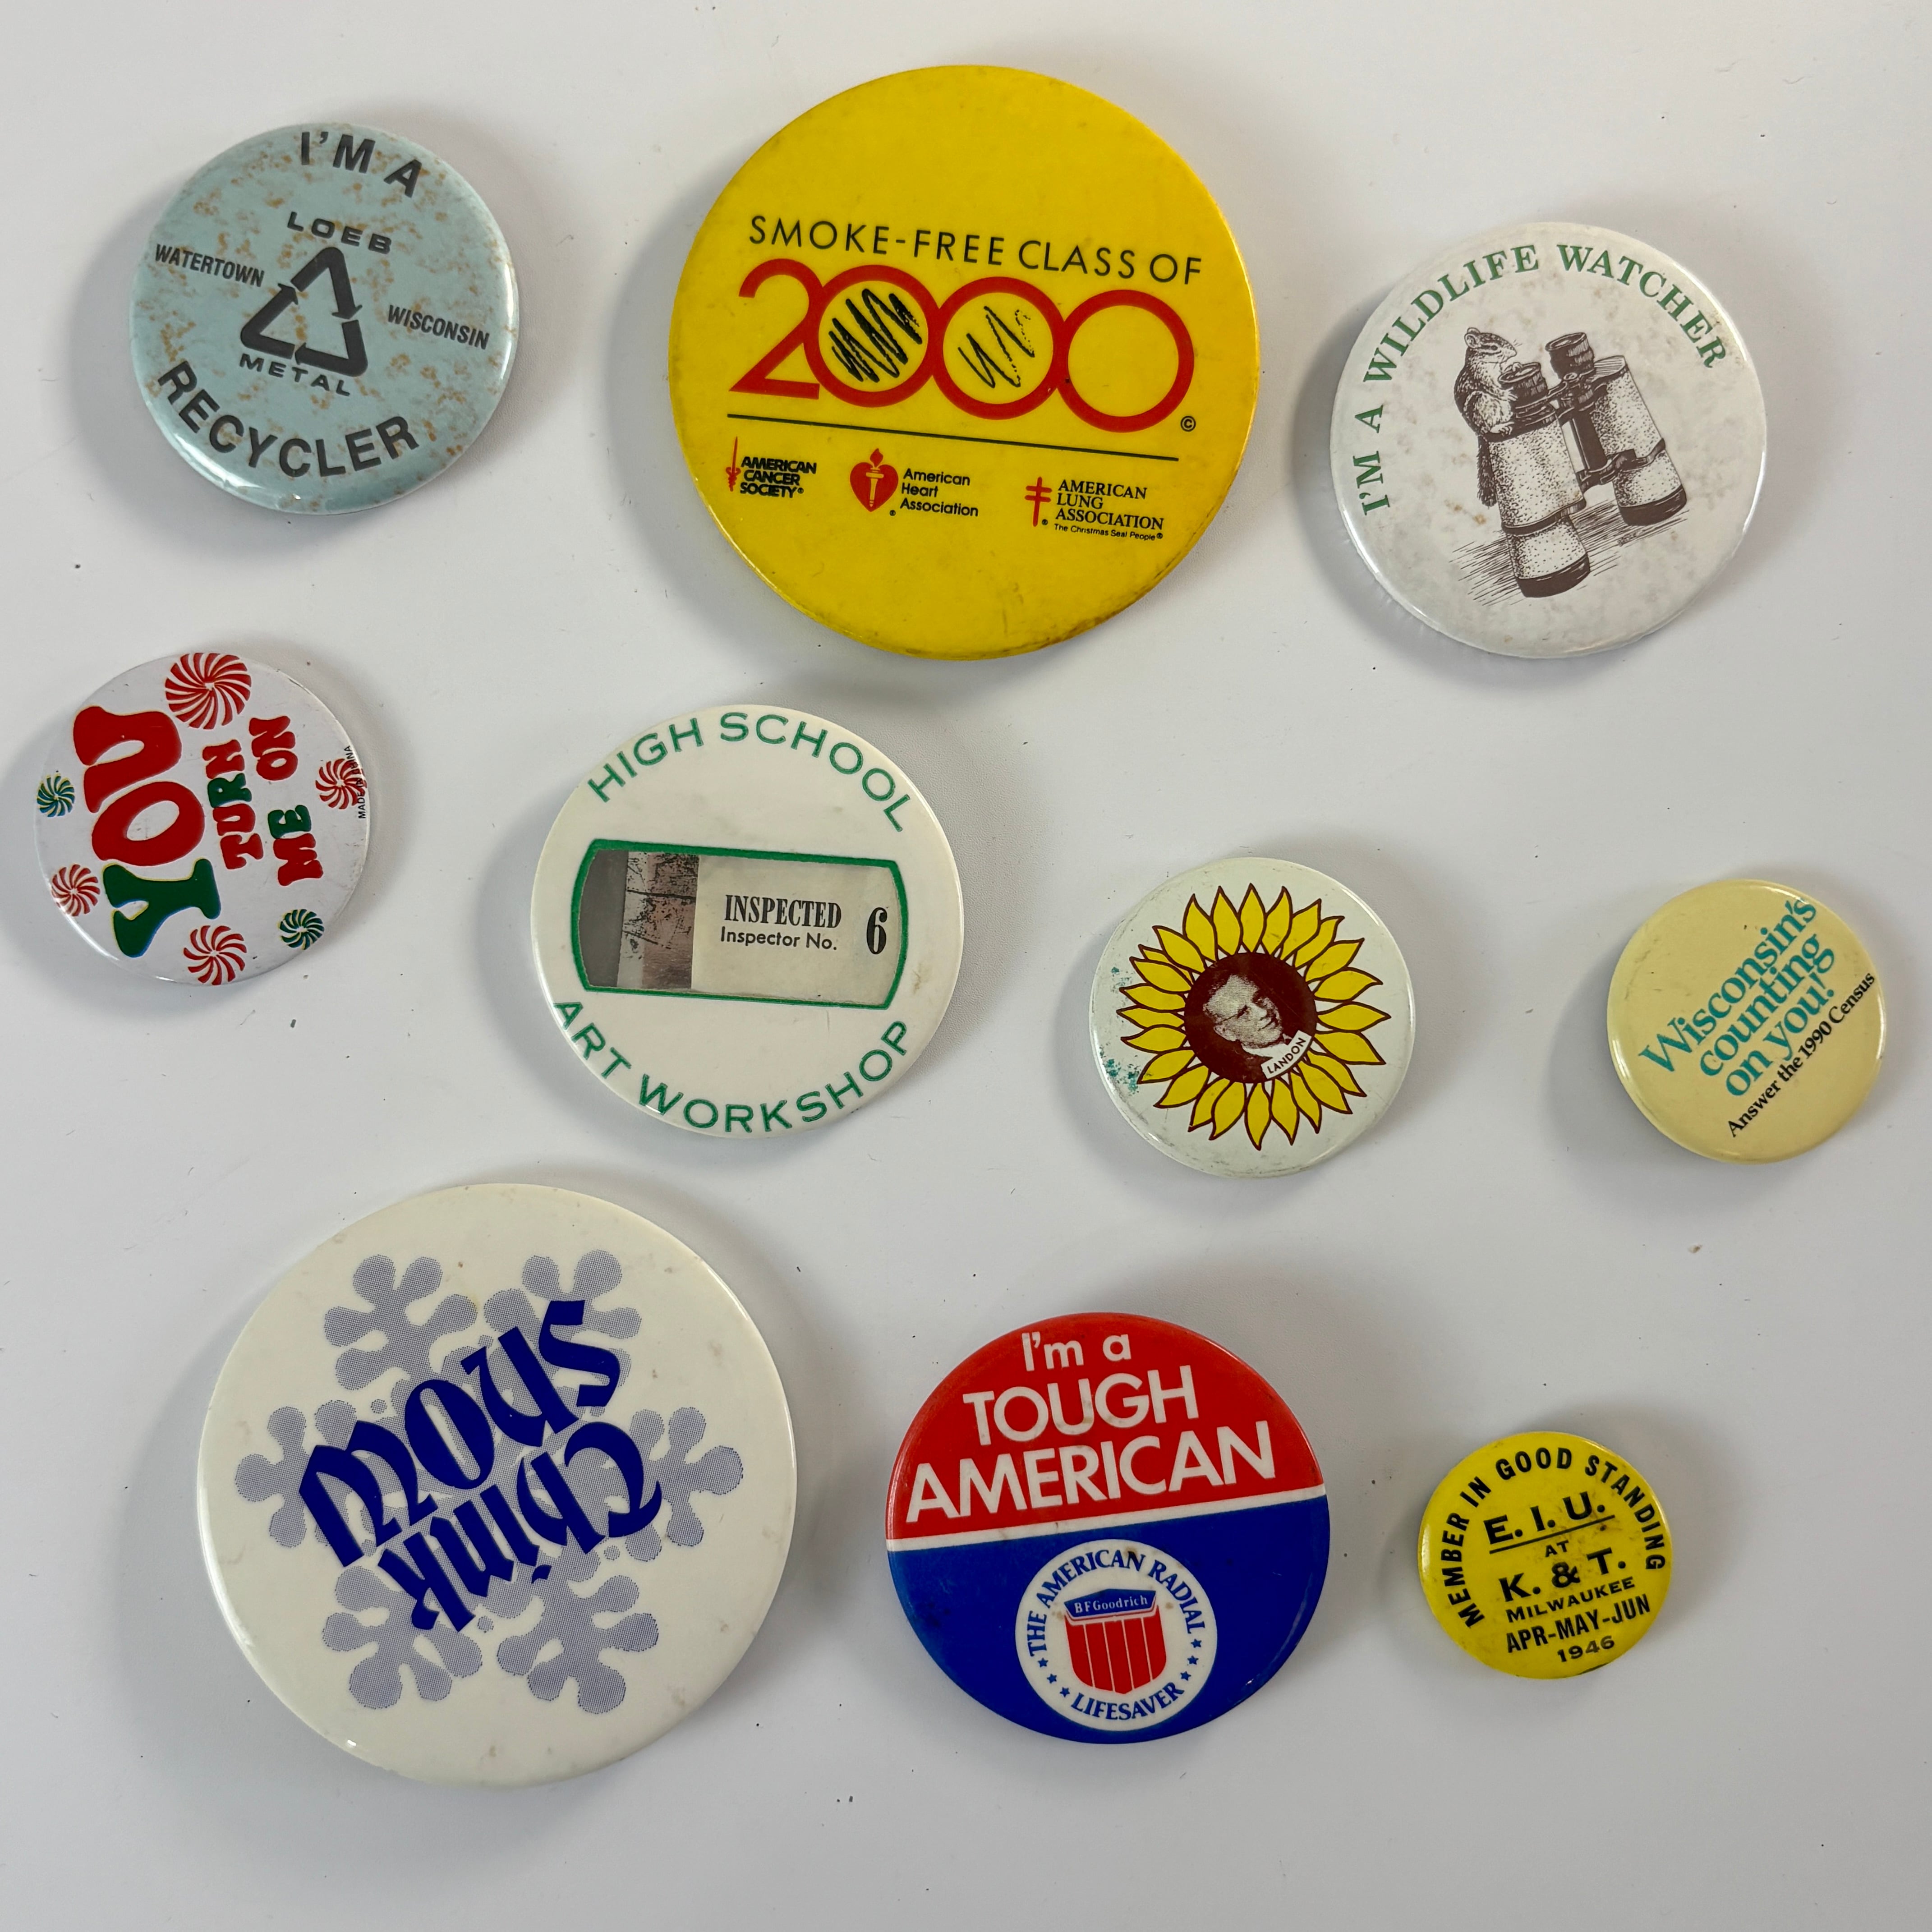 I'M A
LOEB
WATERTOWN
WISCONSIN
METAL
RECYCLER
SMOKE-FREE CLASS OF
2000
©
AMERICAN
CANCER
SOCIETY®
American
Heart
Association
®
AMERICAN
LUNG
ASSOCIATION
®
The Christmas Seal People®
I'M A WILDLIFE WATCHER
YOU
TURN
ME ON
MADE IN CHINA
HIGH SCHOOL
INSPECTED
Inspector No. 6
ART WORKSHOP
LANDON
Wisconsin's
counting
on you!
Answer the 1990 Census
Think
Snow
I'm a
TOUGH
AMERICAN
THE AMERICAN RADIAL
BFGoodrich
LIFESAVER
MEMBER IN GOOD STANDING
E. I. U.
AT
K. & T.
MILWAUKEE
APR-MAY-JUN
1946